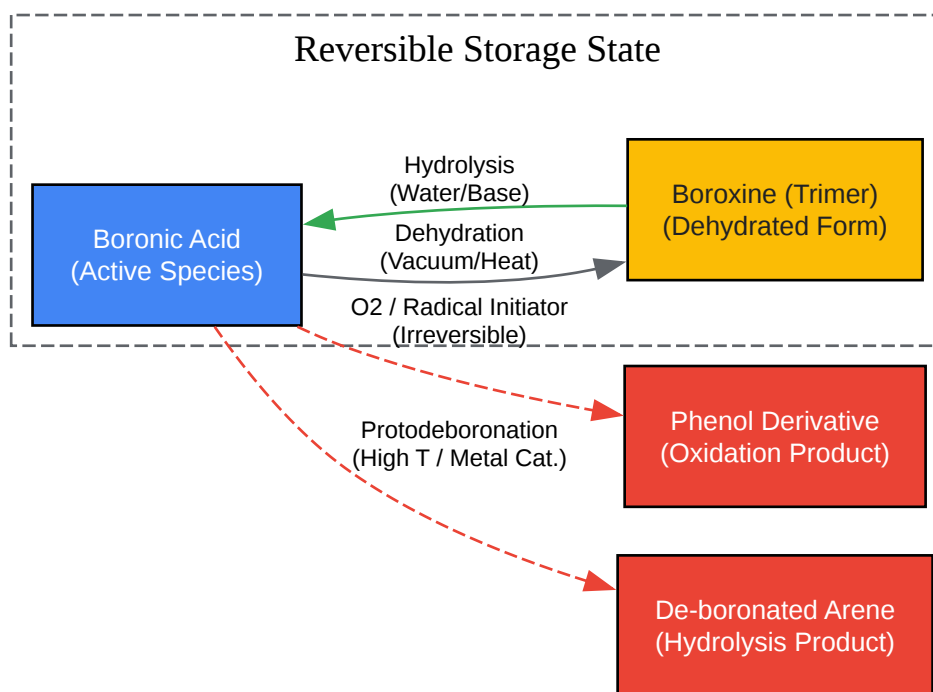 Reversible Storage State
Hydrolysis
(Water/Base)
Boronic Acid
(Active Species)
Boroxine (Trimer)
(Dehydrated Form)
Dehydration
(Vacuum/Heat)
O2 / Radical Initiator
(Irreversible)
Phenol Derivative
(Oxidation Product)
Protodeboronation
(High T / Metal Cat.)
De-boronated Arene
(Hydrolysis Product)